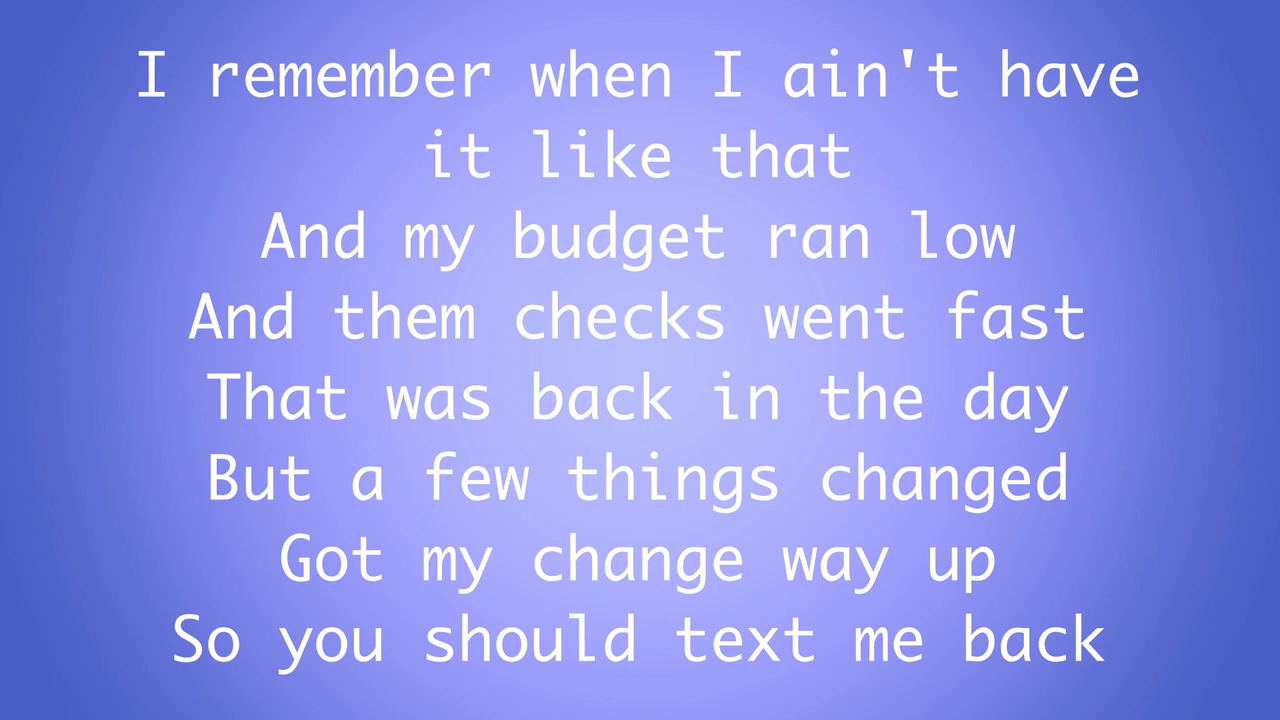 I remember when I ain't have
it like that
And my budget ran low
And them checks went fast
That was back in the day
But a few things changed
Got my change way up
So you should text me back